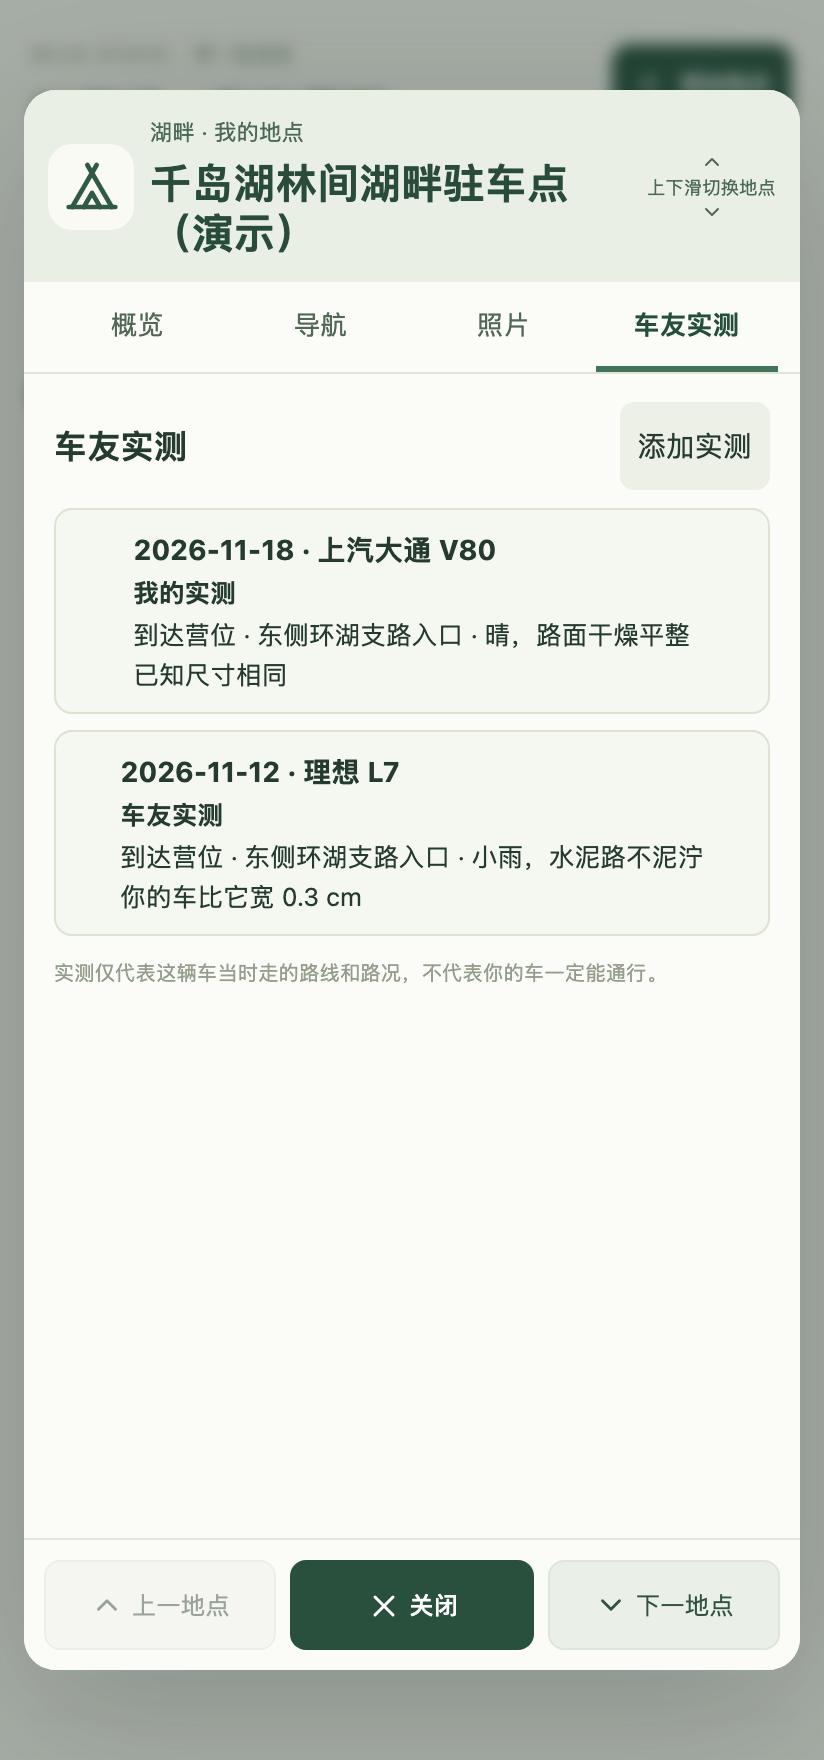 湖畔 · 我的地点
千岛湖林间湖畔驻车点
（演示）
上下滑切换地点
概览
导航
照片
车友实测
车友实测
添加实测
2026-11-18 · 上汽大通 V80
我的实测
到达营位 · 东侧环湖支路入口 · 晴，路面干燥平整
已知尺寸相同
2026-11-12 · 理想 L7
车友实测
到达营位 · 东侧环湖支路入口 · 小雨，水泥路不泥泞
你的车比它宽 0.3 cm
实测仅代表这辆车当时走的路线和路况，不代表你的车一定能通行。
上一地点
关闭
下一地点